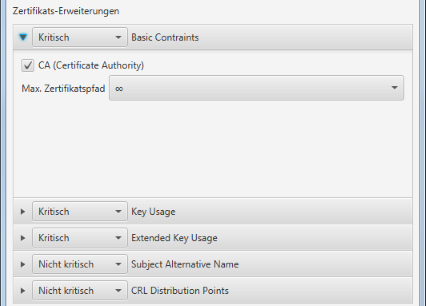 Zertifikats-Erweiterungen
Kritisch Basic Contraints
CA (Certificate Authority)
Max. Zertifikatspfad ∞
Kritisch Key Usage
Kritisch Extended Key Usage
Nicht kritisch Subject Alternative Name
Nicht kritisch CRL Distribution Points